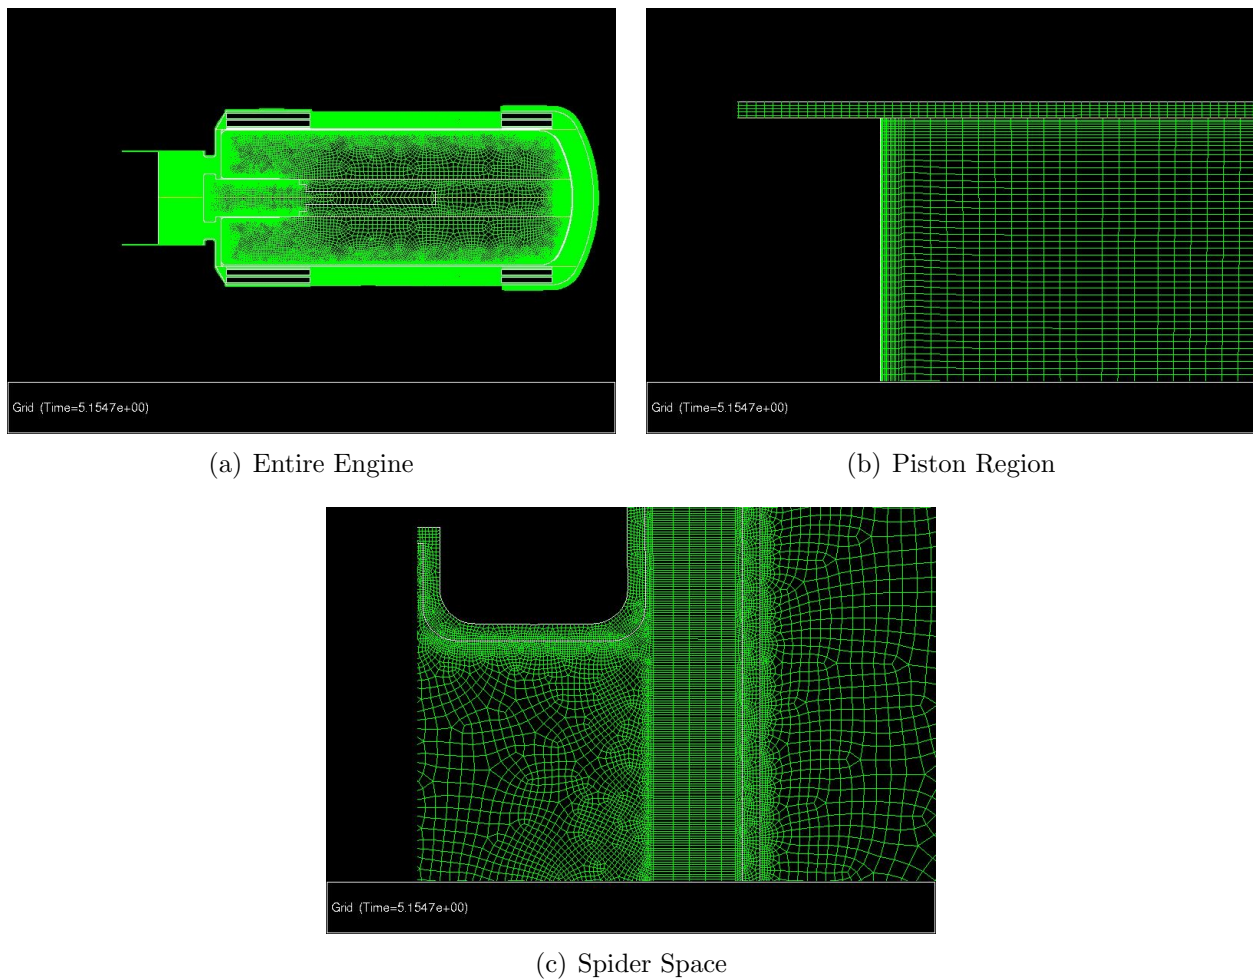 Grid (Time=5.1547e+00)
Grid (Time=5.1547e+00)
(a) Entire Engine
(b) Piston Region
Grid (Time=5.1547e+00)
(c) Spider Space